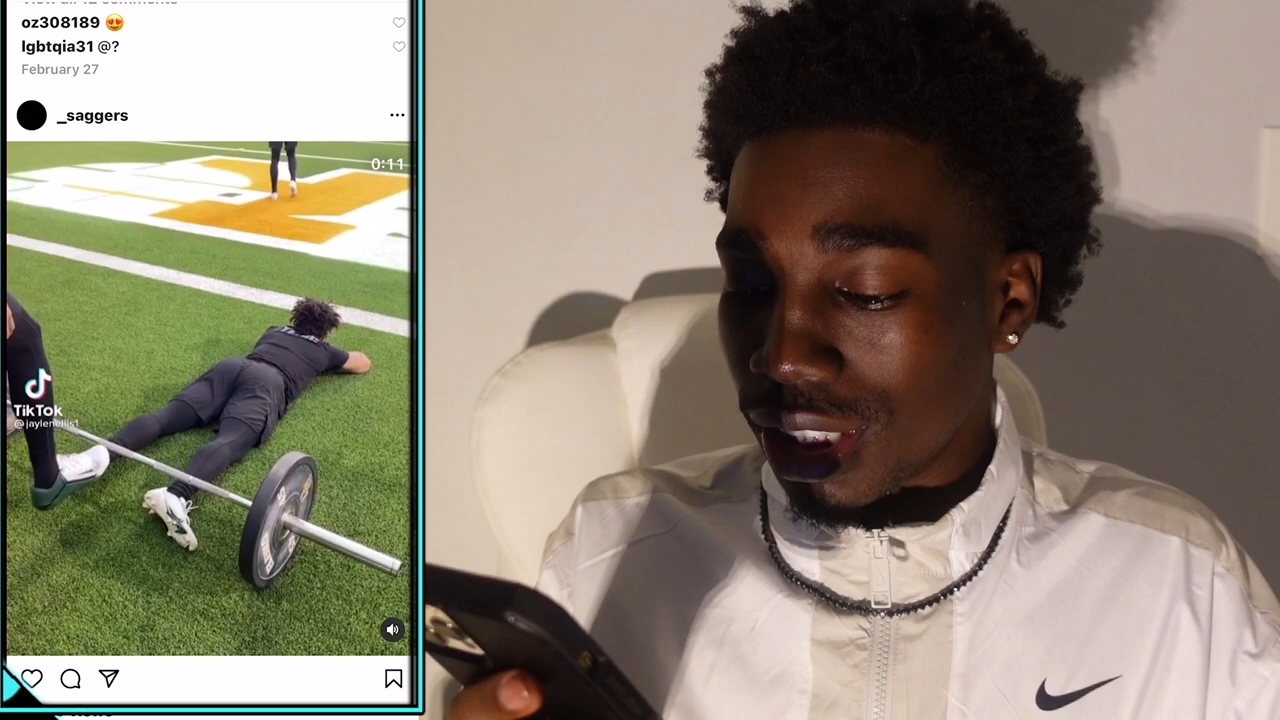 oz308189 😍
lgbtqia31 @?
February 27
_saggers
0:11
TikTok
@jaylenellis1